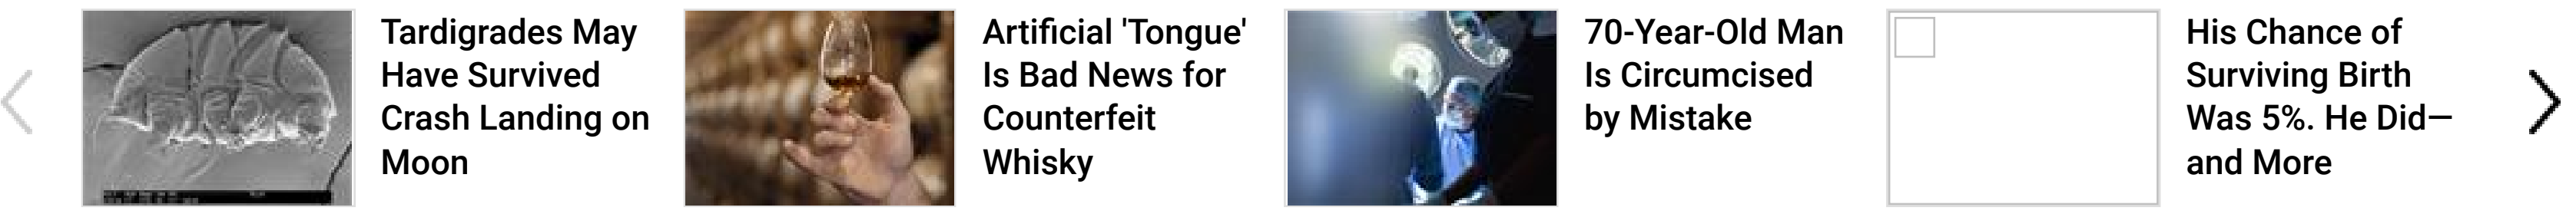 Tardigrades May
Have Survived
Crash Landing on
Moon
Artificial 'Tongue'
Is Bad News for
Counterfeit
Whisky
70-Year-Old Man
Is Circumcised
by Mistake
His Chance of
Surviving Birth
Was 5%. He Did—
and More